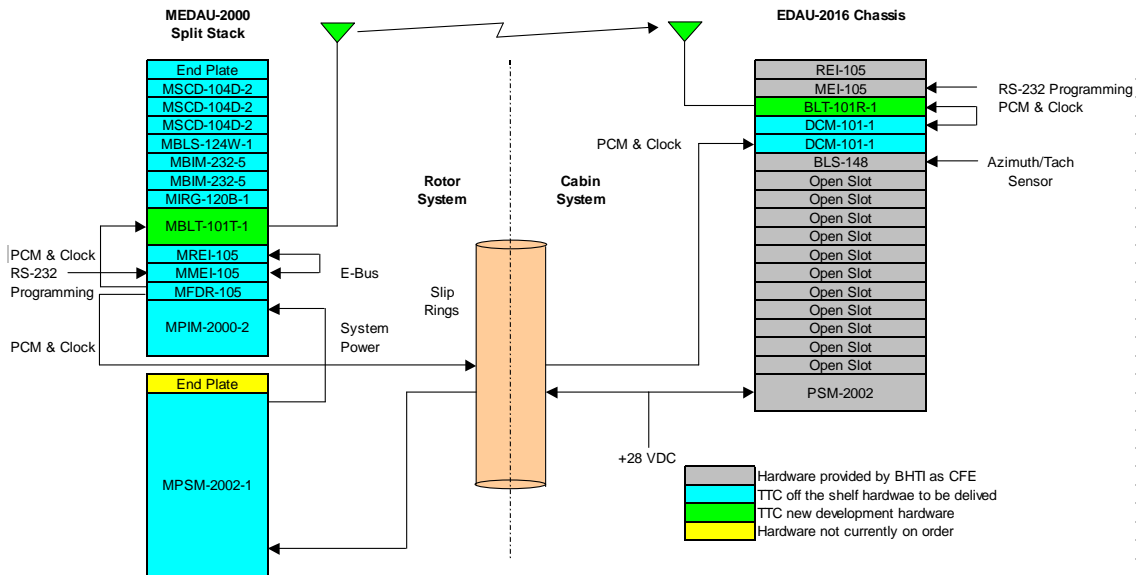 MEDAU-2000
Split Stack
End Plate
MSCD-104D-2
MSCD-104D-2
MSCD-104D-2
MBLS-124W-1
MBIM-232-5
MBIM-232-5
MIRG-120B-1
MBLT-101T-1
MREI-105
MMEI-105
MFDR-105
MPIM-2000-2
End Plate
MPSM-2002-1
PCM & Clock
RS-232
Programming
PCM & Clock
E-Bus
System
Power
Rotor
System
Cabin
System
Slip
Rings
PCM & Clock
+28 VDC
EDAU-2016 Chassis
REI-105
MEI-105
BLT-101R-1
DCM-101-1
DCM-101-1
BLS-148
Open Slot
Open Slot
Open Slot
Open Slot
Open Slot
Open Slot
Open Slot
Open Slot
Open Slot
Open Slot
Open Slot
PSM-2002
RS-232 Programming
PCM & Clock
Azimuth/Tach
Sensor
Hardware provided by BHTI as CFE
TTC off the shelf hardwae to be delived
TTC new development hardware
Hardware not currently on order